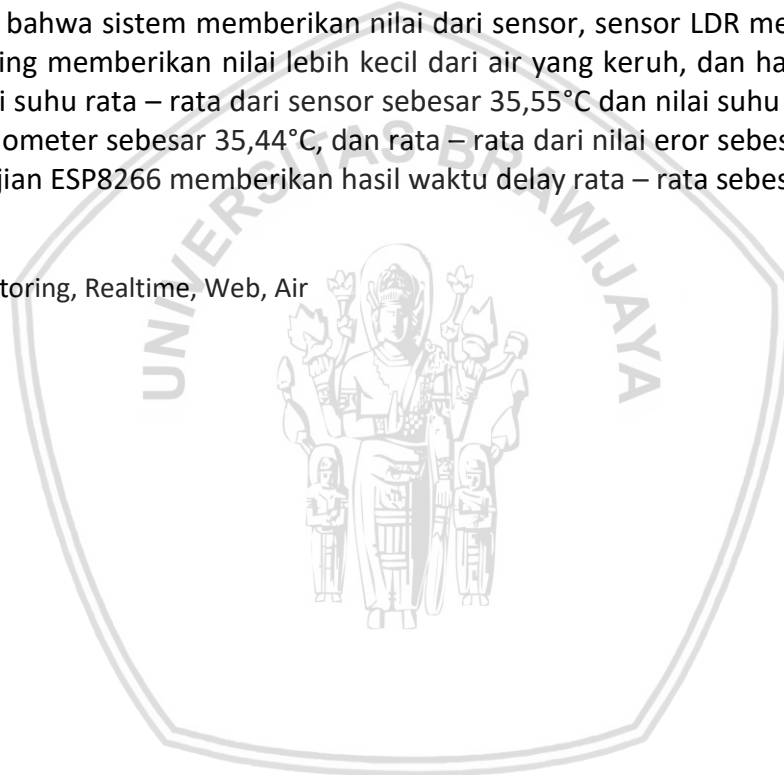 bahwa sistem memberikan nilai dari sensor, sensor LDR me
ing memberikan nilai lebih kecil dari air yang keruh, dan ha
i suhu rata – rata dari sensor sebesar 35,55°C dan nilai suhu
ometer sebesar 35,44°C, dan rata – rata dari nilai eror sebes
jian ESP8266 memberikan hasil waktu delay rata – rata sebes
toring, Realtime, Web, Air
UNIVERSITAS BRAWIJAYA